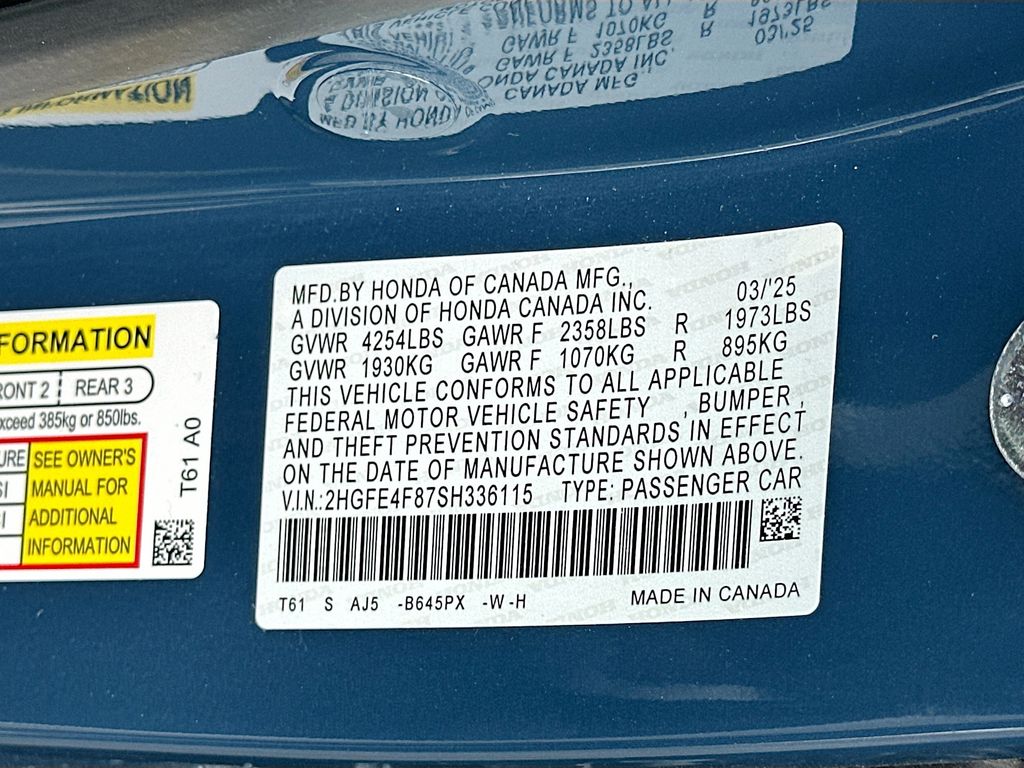 MFD.BY HONDA OF CANADA MFG.,
A DIVISION OF HONDA CANADA INC. 03/'25
GVWR 4254LBS GAWR F 2358LBS R 1973LBS
GVWR 1930KG GAWR F 1070KG R 895KG
THIS VEHICLE CONFORMS TO ALL APPLICABLE
FEDERAL MOTOR VEHICLE SAFETY , BUMPER ,
AND THEFT PREVENTION STANDARDS IN EFFECT
ON THE DATE OF MANUFACTURE SHOWN ABOVE.
V.I.N.:2HGFE4F87SH336115 TYPE: PASSENGER CAR
T61 S AJ5 -B645PX -W -H MADE IN CANADA
FORMATION
RONT 2 REAR 3
xceed 385kg or 850lbs.
URE SEE OWNER'S
SI MANUAL FOR
SI ADDITIONAL
INFORMATION
T61 A0